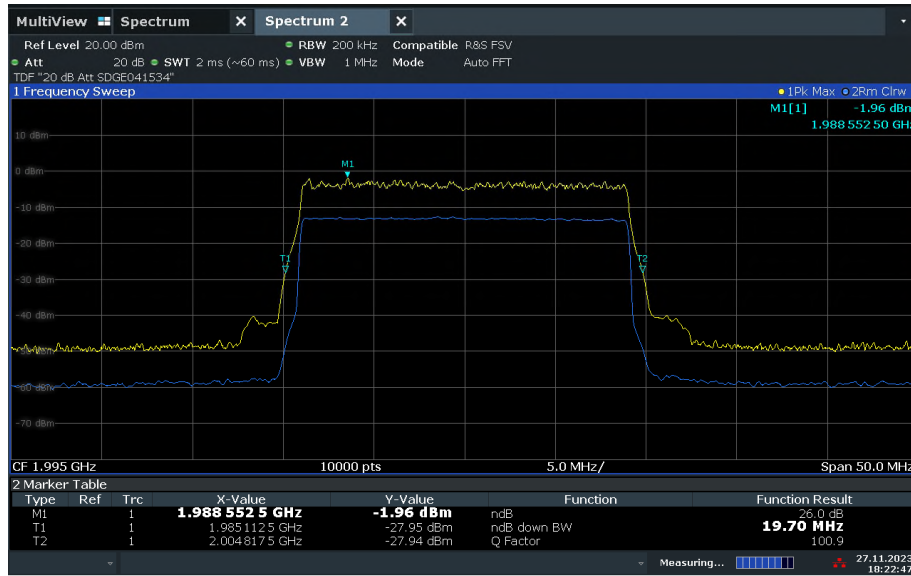 MultiView Spectrum X Spectrum 2 X
Ref Level 20.00 dBm RBW 200 kHz Compatible R&S FSV
Att 20 dB SWT 2 ms (~60 ms) VBW 1 MHz Mode Auto FFT
TDF "20 dB Att SDGE041534"
1 Frequency Sweep 1Pk Max 2Rm Clrw
M1[1] -1.96 dBm
1.988 552 50 GHz
10 dBm
M1
0 dBm
-10 dBm
-20 dBm
T1 T2
-30 dBm
-40 dBm
-50 dBm
-60 dBm
-70 dBm
CF 1.995 GHz 10000 pts 5.0 MHz/ Span 50.0 MHz
2 Marker Table
Type Ref Trc X-Value Y-Value Function Function Result
M1 1 1.988 552 5 GHz -1.96 dBm ndB 26.0 dB
T1 1 1.985 112 5 GHz -27.95 dBm ndB down BW 19.70 MHz
T2 1 2.004 817 5 GHz -27.94 dBm Q Factor 100.9
Measuring... 27.11.2023
18:22:47